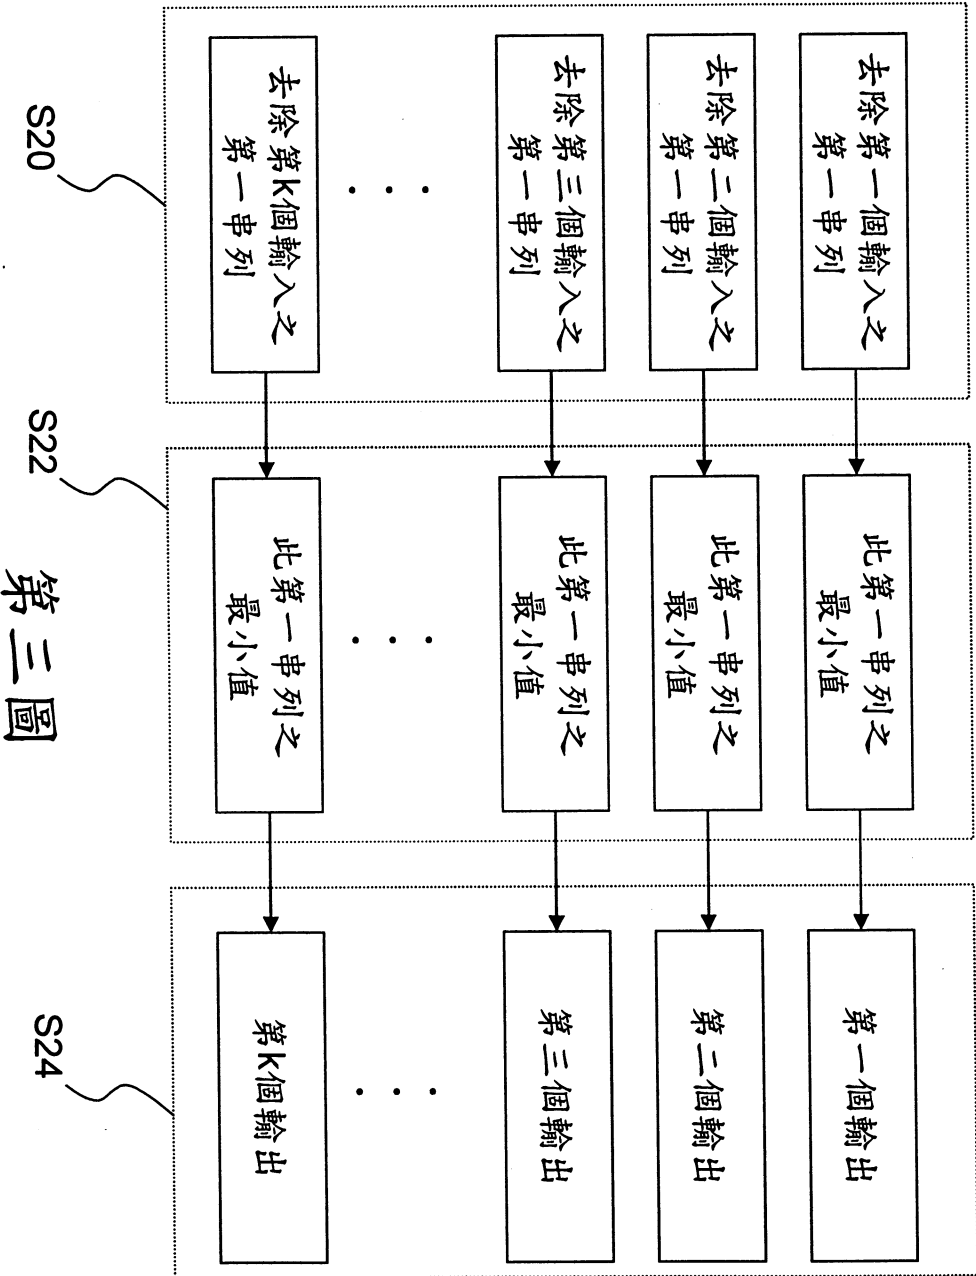 去除第一個輸入之
第一串列
此第一串列之
最小值
第一個輸出
去除第二個輸入之
第一串列
此第一串列之
最小值
第二個輸出
去除第三個輸入之
第一串列
此第一串列之
最小值
第三個輸出
. . .
. . .
. . .
去除第k個輸入之
第一串列
此第一串列之
最小值
第k個輸出
S20
S22
S24
第三圖